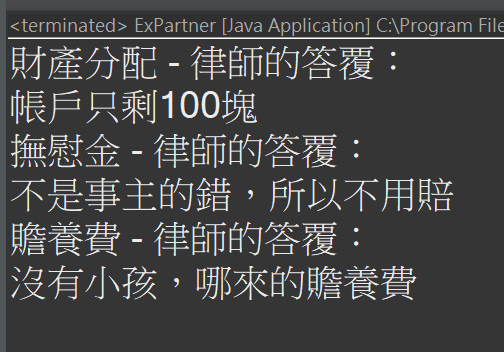 <terminated> ExPartner [Java Application] C:\Program File
財產分配 - 律師的答覆：
帳戶只剩100塊
撫慰金 - 律師的答覆：
不是事主的錯，所以不用賠
贍養費 - 律師的答覆：
沒有小孩，哪來的贍養費